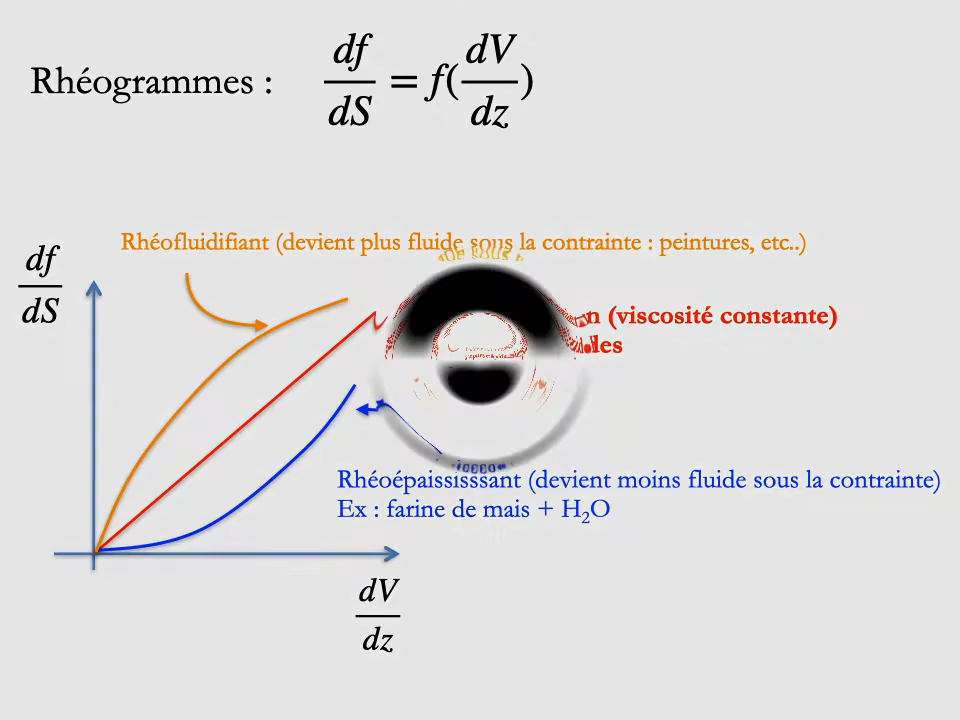 Rhéogrammes : df/dS = f(dV/dz)
Rhéofluidifiant (devient plus fluide sous la contrainte : peintures, etc..)
df/dS
(viscosité constante)
Rhéoépaississsant (devient moins fluide sous la contrainte)
Ex : farine de mais + H₂O
dV/dz